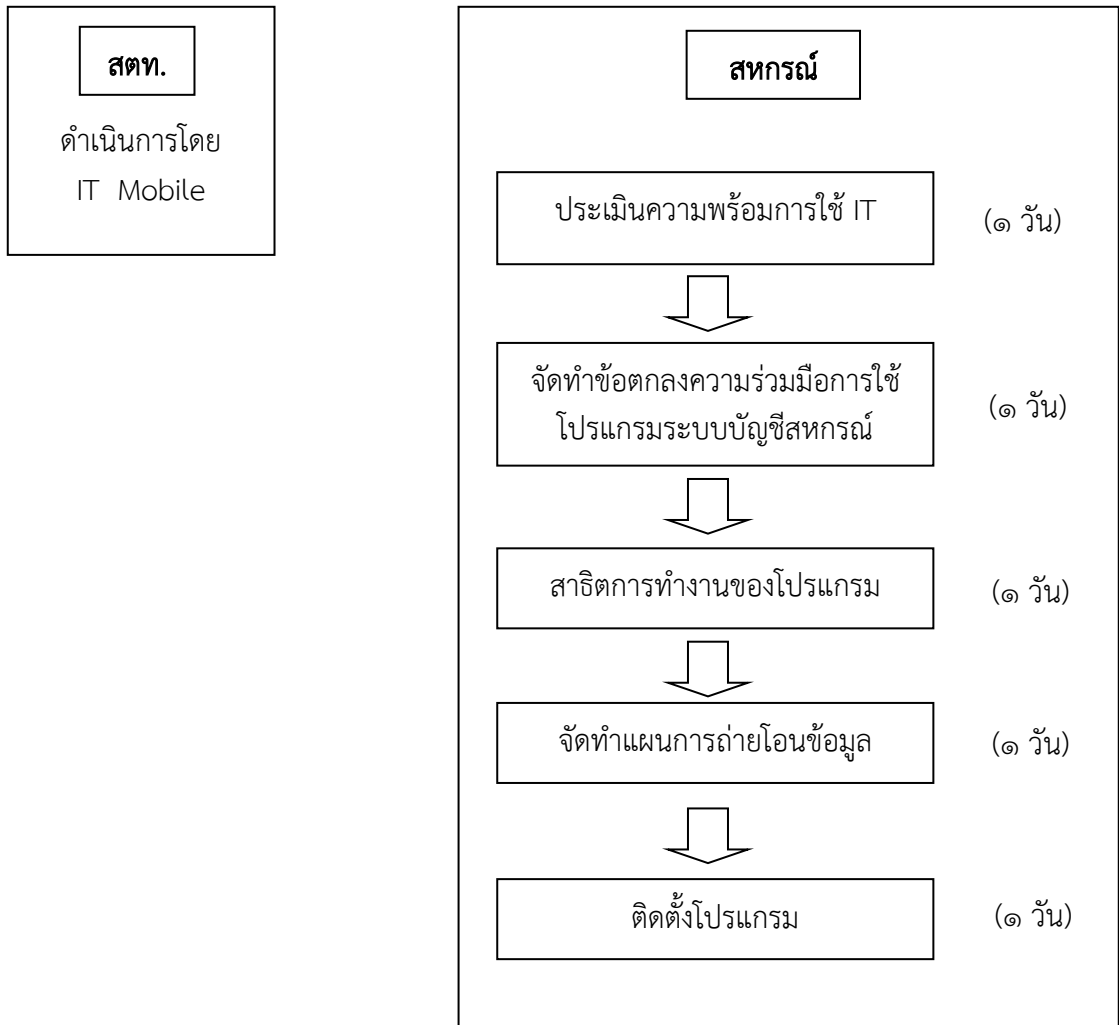 สตท.
ดำเนินการโดย
IT Mobile
สหกรณ์
ประเมินความพร้อมการใช้ IT
(๑ วัน)
จัดทำข้อตกลงความร่วมมือการใช้
โปรแกรมระบบบัญชีสหกรณ์
(๑ วัน)
สาธิตการทำงานของโปรแกรม
(๑ วัน)
จัดทำแผนการถ่ายโอนข้อมูล
(๑ วัน)
ติดตั้งโปรแกรม
(๑ วัน)